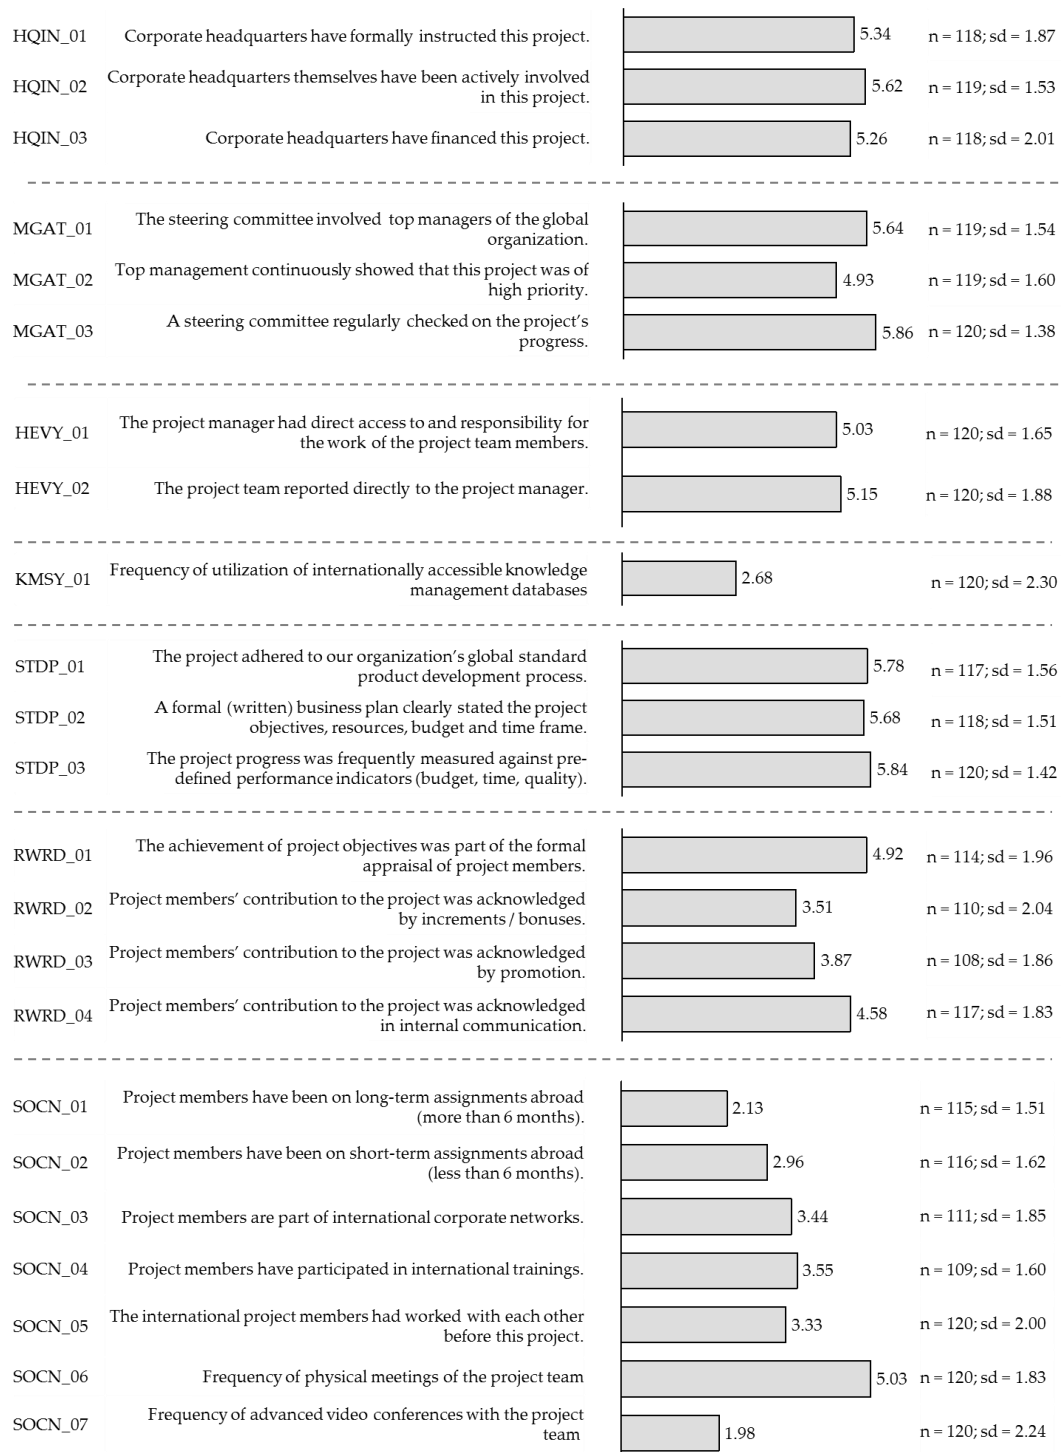 HQIN_01 Corporate headquarters have formally instructed this project. 5.34 n = 118; sd = 1.87
HQIN_02 Corporate headquarters themselves have been actively involved
in this project. 5.62 n = 119; sd = 1.53
HQIN_03 Corporate headquarters have financed this project. 5.26 n = 118; sd = 2.01
MGAT_01 The steering committee involved top managers of the global
organization. 5.64 n = 119; sd = 1.54
MGAT_02 Top management continuously showed that this project was of
high priority. 4.93 n = 119; sd = 1.60
MGAT_03 A steering committee regularly checked on the project's
progress. 5.86 n = 120; sd = 1.38
HEVY_01 The project manager had direct access to and responsibility for
the work of the project team members. 5.03 n = 120; sd = 1.65
HEVY_02 The project team reported directly to the project manager. 5.15 n = 120; sd = 1.88
KMSY_01 Frequency of utilization of internationally accessible knowledge
management databases 2.68 n = 120; sd = 2.30
STDP_01 The project adhered to our organization's global standard
product development process. 5.78 n = 117; sd = 1.56
STDP_02 A formal (written) business plan clearly stated the project
objectives, resources, budget and time frame. 5.68 n = 118; sd = 1.51
STDP_03 The project progress was frequently measured against pre-
defined performance indicators (budget, time, quality). 5.84 n = 120; sd = 1.42
RWRD_01 The achievement of project objectives was part of the formal
appraisal of project members. 4.92 n = 114; sd = 1.96
RWRD_02 Project members' contribution to the project was acknowledged
by increments / bonuses. 3.51 n = 110; sd = 2.04
RWRD_03 Project members' contribution to the project was acknowledged
by promotion. 3.87 n = 108; sd = 1.86
RWRD_04 Project members' contribution to the project was acknowledged
in internal communication. 4.58 n = 117; sd = 1.83
SOCN_01 Project members have been on long-term assignments abroad
(more than 6 months). 2.13 n = 115; sd = 1.51
SOCN_02 Project members have been on short-term assignments abroad
(less than 6 months). 2.96 n = 116; sd = 1.62
SOCN_03 Project members are part of international corporate networks. 3.44 n = 111; sd = 1.85
SOCN_04 Project members have participated in international trainings. 3.55 n = 109; sd = 1.60
SOCN_05 The international project members had worked with each other
before this project. 3.33 n = 120; sd = 2.00
SOCN_06 Frequency of physical meetings of the project team 5.03 n = 120; sd = 1.83
SOCN_07 Frequency of advanced video conferences with the project
team 1.98 n = 120; sd = 2.24